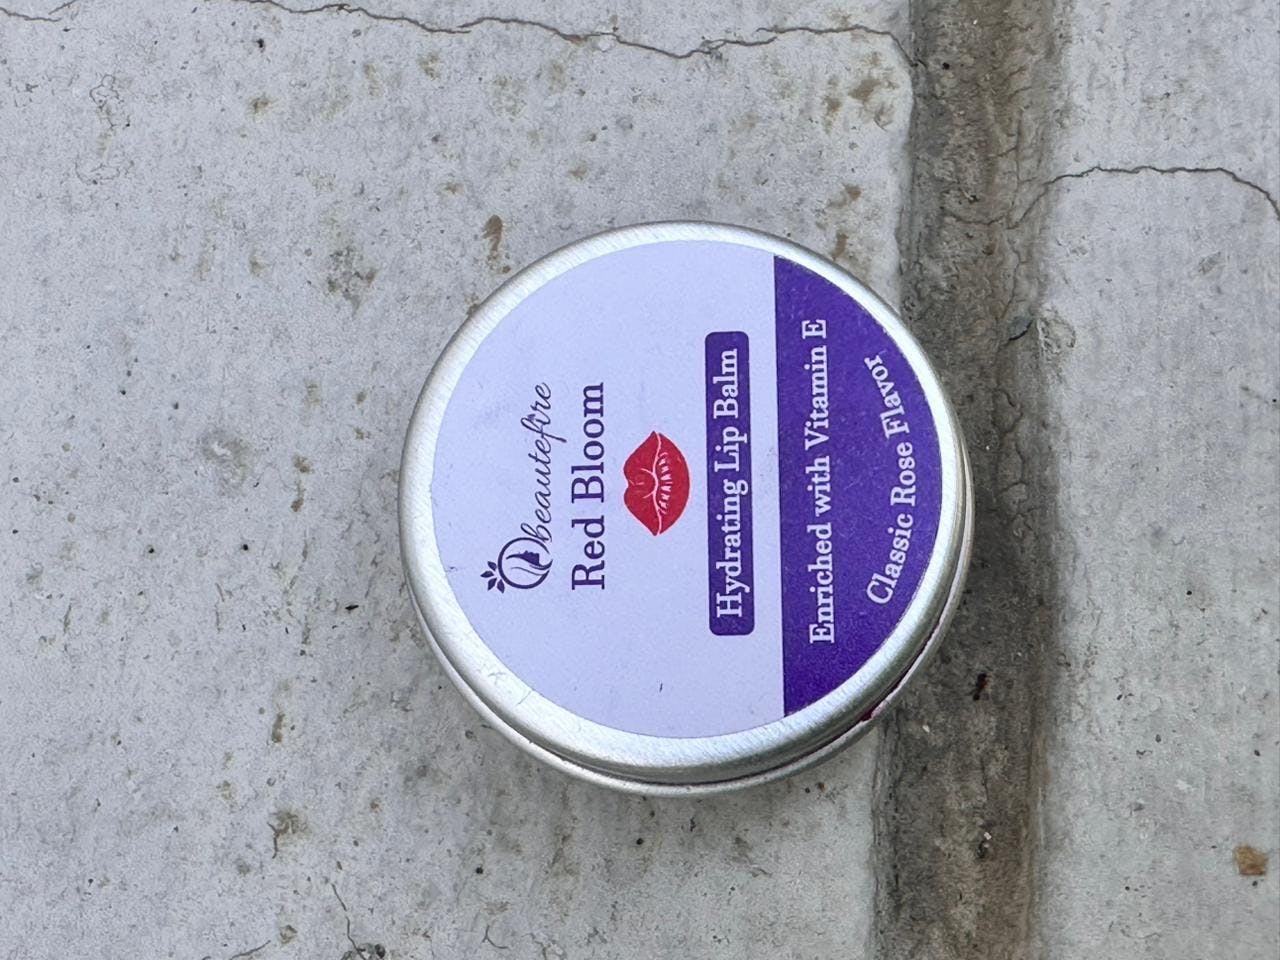 beautefire
Red Bloom
Hydrating Lip Balm
Enriched with Vitamin E
Classic Rose Flavor